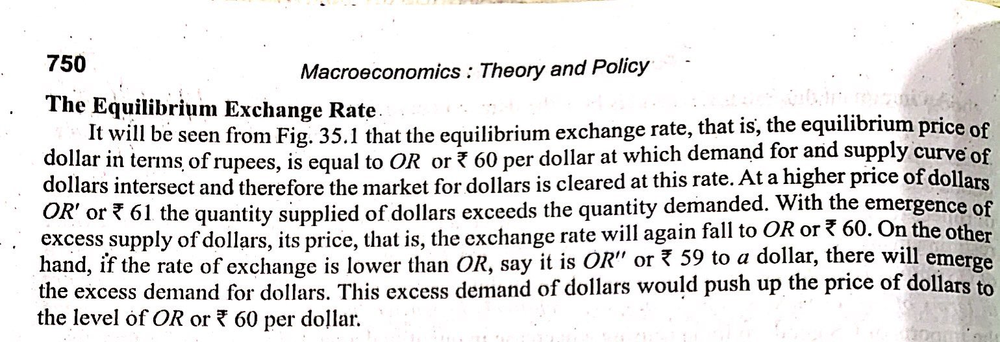 750
Macroeconomics : Theory and Policy
The Equilibrium Exchange Rate
It will be seen from Fig. 35.1 that the equilibrium exchange rate, that is, the equilibrium price of
dollar in terms of rupees, is equal to OR or ₹ 60 per dollar at which demand for and supply curve of
dollars intersect and therefore the market for dollars is cleared at this rate. At a higher price of dollars
OR' or ₹ 61 the quantity supplied of dollars exceeds the quantity demanded. With the emergence of
excess supply of dollars, its price, that is, the exchange rate will again fall to OR or ₹ 60. On the other
hand, if the rate of exchange is lower than OR, say it is OR'' or ₹ 59 to a dollar, there will emerge
the excess demand for dollars. This excess demand of dollars would push up the price of dollars to
the level of OR or ₹ 60 per dollar.